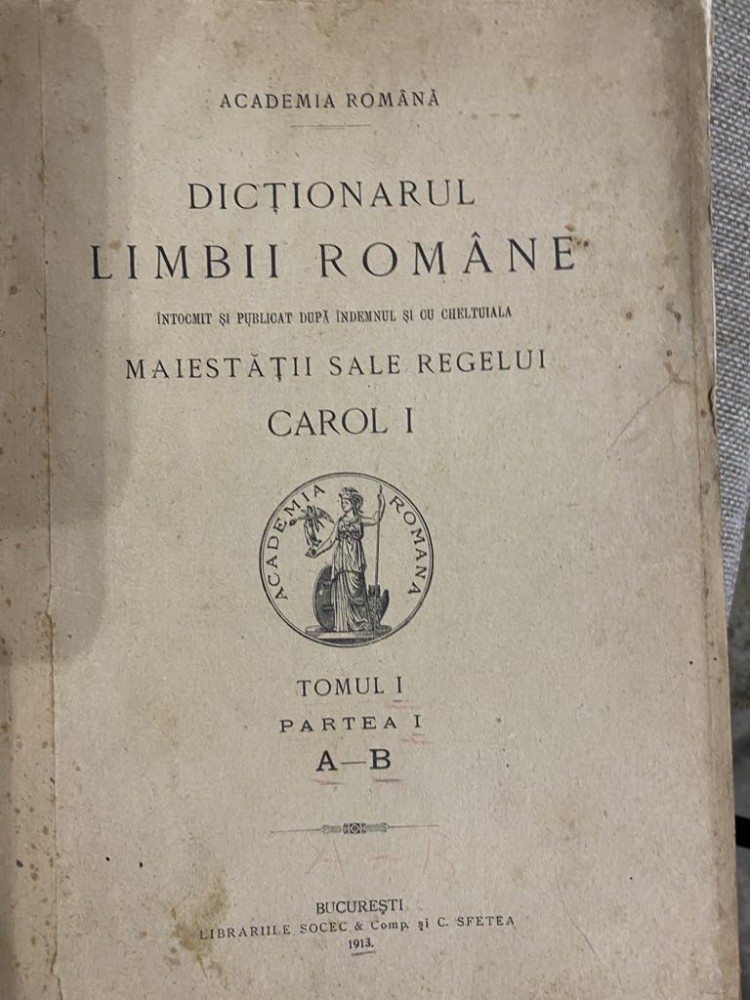 ACADEMIA ROMÂNĂ
DICȚIONARUL
LIMBII ROMÂNE
ÎNTOCMIT ȘI PUBLICAT DUPĂ ÎNDEMNUL ȘI CU CHELTUIALA
MAIESTĂȚII SALE REGELUI
CAROL I
ACADEMIA ROMANA
TOMUL I
PARTEA I
A—B
A – B
BUCUREȘTI
LIBRĂRIILE SOCEC & Comp. și C. SFETEA
1913.